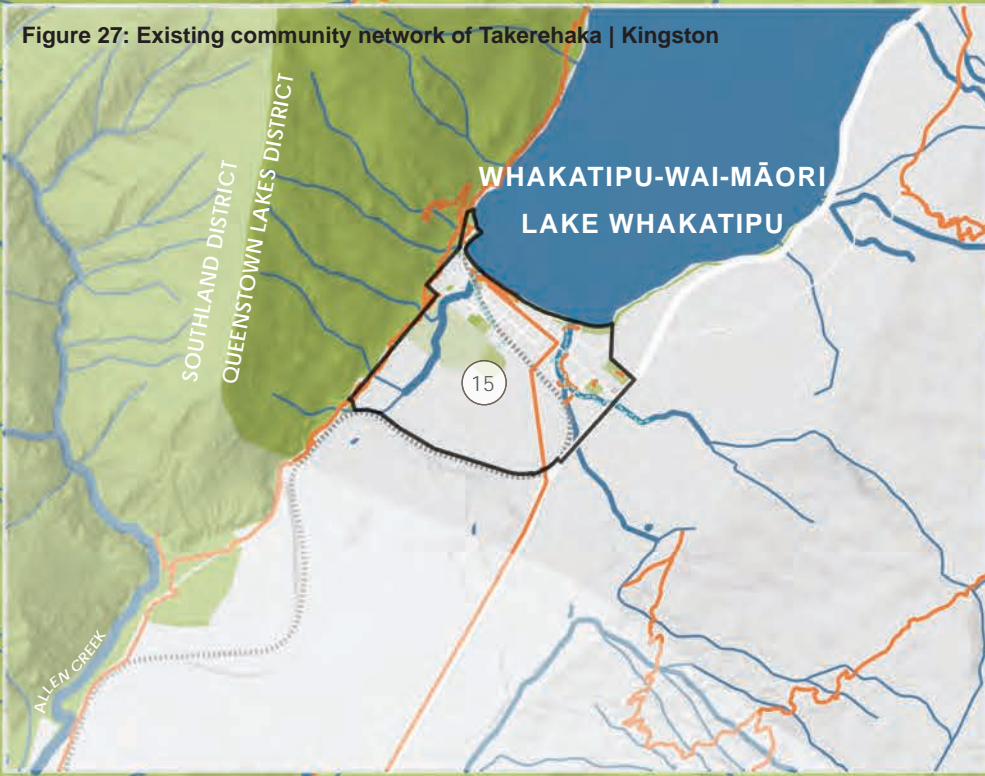 Figure 27: Existing community network of Takerehaka | Kingston
SOUTHLAND DISTRICT
QUEENSTOWN LAKES DISTRICT
WHAKATIPU-WAI-MĀORI
LAKE WHAKATIPU
15
ALLEN CREEK